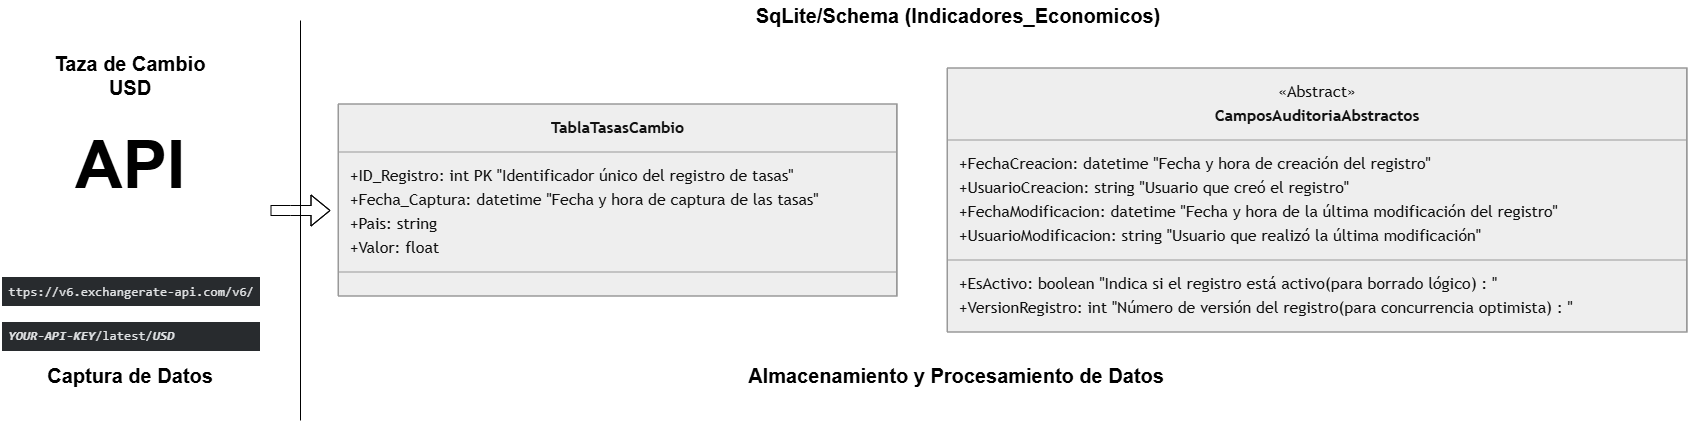 SqLite/Schema (Indicadores_Economicos)
Taza de Cambio
USD
API
ttps://v6.exchangerate-api.com/v6/
YOUR-API-KEY/latest/USD
Captura de Datos
TablaTasasCambio
+ID_Registro: int PK "Identificador único del registro de tasas"
+Fecha_Captura: datetime "Fecha y hora de captura de las tasas"
+Pais: string
+Valor: float
«Abstract»
CamposAuditoriaAbstractos
+FechaCreacion: datetime "Fecha y hora de creación del registro"
+UsuarioCreacion: string "Usuario que creó el registro"
+FechaModificacion: datetime "Fecha y hora de la última modificación del registro"
+UsuarioModificacion: string "Usuario que realizó la última modificación"
+EsActivo: boolean "Indica si el registro está activo(para borrado lógico) : "
+VersionRegistro: int "Número de versión del registro(para concurrencia optimista) : "
Almacenamiento y Procesamiento de Datos